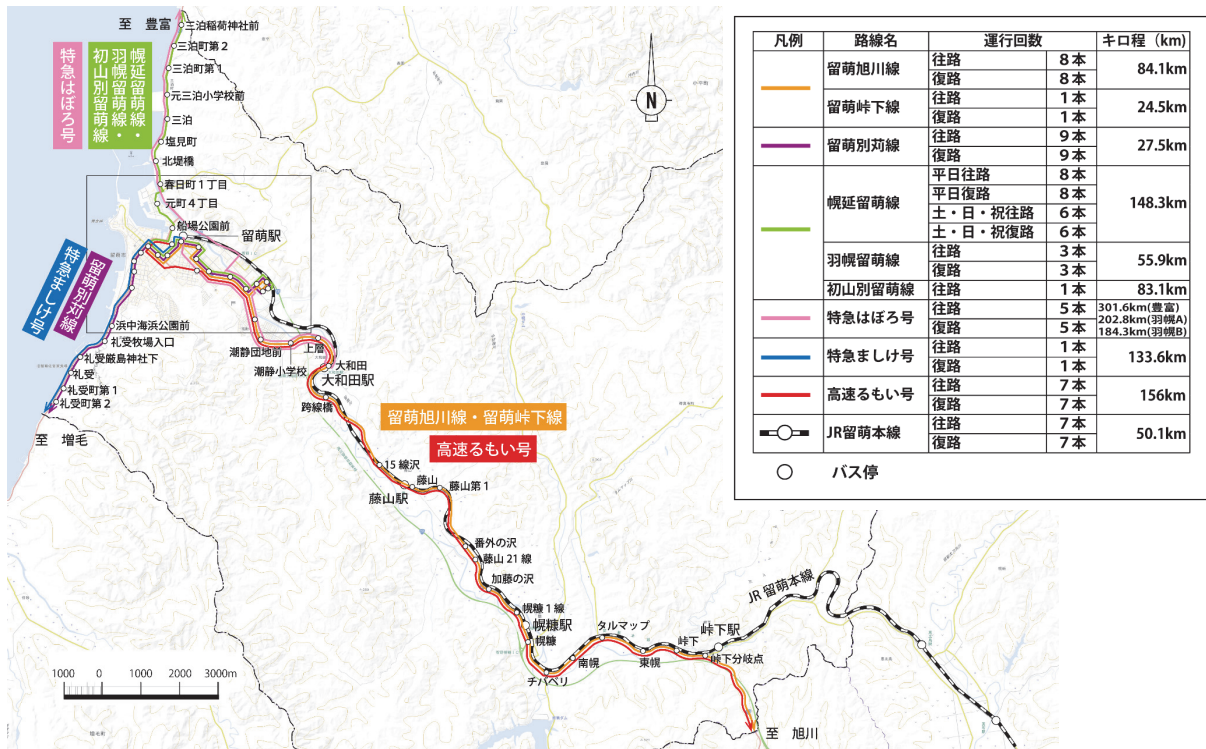 至 豊富
三泊稲荷神社前
三泊町第2
三泊町第1
元三泊小学校前
三泊
塩見町
北堤橋
春日町1丁目
元町4丁目
船場公園前
留萌駅
特急はぼろ号
幌延留萌線・
羽幌留萌線・
初山別留萌線
特急ましけ号
留萌別苅線
浜中海浜公園前
礼受牧場入口
礼受厳島神社下
礼受
礼受町第1
礼受町第2
至 増毛
潮静団地前
潮静小学校
上層
大和田
大和田駅
跨線橋
留萌旭川線・留萌峠下線
高速るもい号
15線沢
藤山
藤山第1
藤山駅
番外の沢
藤山21線
加藤の沢
幌糠1線
幌糠駅
幌糠
チバベリ
南幌
タルマップ
東幌
峠下
峠下駅
峠下分岐点
JR留萌本線
至 旭川
N
1000 0 1000 2000 3000m
凡例 路線名 運行回数 キロ程(km)
留萌旭川線 往路 8本 84.1km
復路 8本
留萌峠下線 往路 1本 24.5km
復路 1本
留萌別苅線 往路 9本 27.5km
復路 9本
幌延留萌線 平日往路 8本 148.3km
平日復路 8本
土・日・祝往路 6本
土・日・祝復路 6本
羽幌留萌線 往路 3本 55.9km
復路 3本
初山別留萌線 往路 1本 83.1km
特急はぼろ号 往路 5本 301.6km(豊富)
202.8km(羽幌A)
復路 5本 184.3km(羽幌B)
特急ましけ号 往路 1本 133.6km
復路 1本
高速るもい号 往路 7本 156km
復路 7本
JR留萌本線 往路 7本 50.1km
復路 7本
バス停